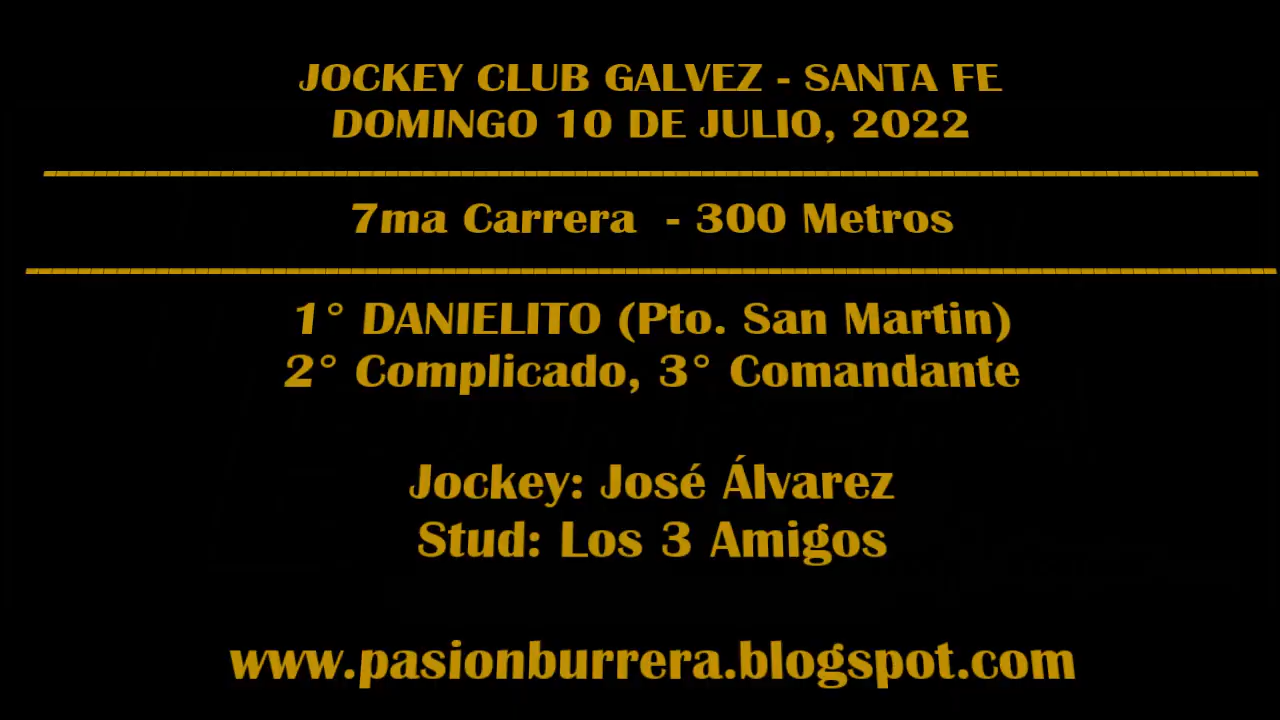 JOCKEY CLUB GALVEZ - SANTA FE
DOMINGO 10 DE JULIO, 2022
7ma Carrera - 300 Metros
1° DANIELITO (Pto. San Martin)
2° Complicado, 3° Comandante
Jockey: José Álvarez
Stud: Los 3 Amigos
www.pasionburrera.blogspot.com